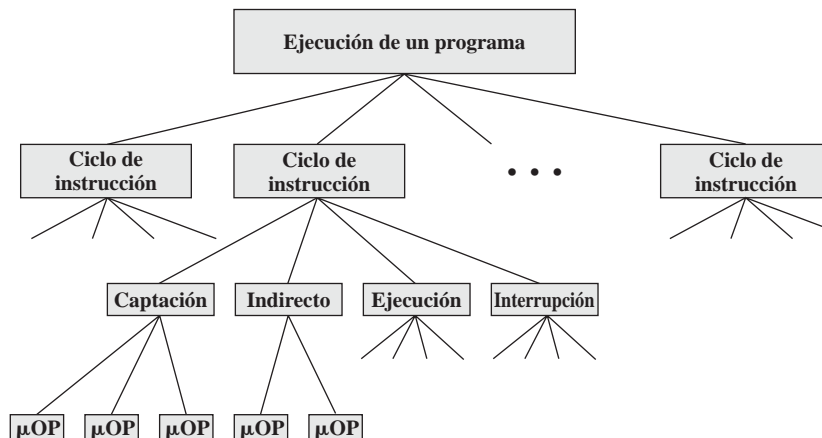 Ejecución de un programa
Ciclo de
instrucción
Ciclo de
instrucción
• • •
Ciclo de
instrucción
Captación
Indirecto
Ejecución
Interrupción
µOP
µOP
µOP
µOP
µOP